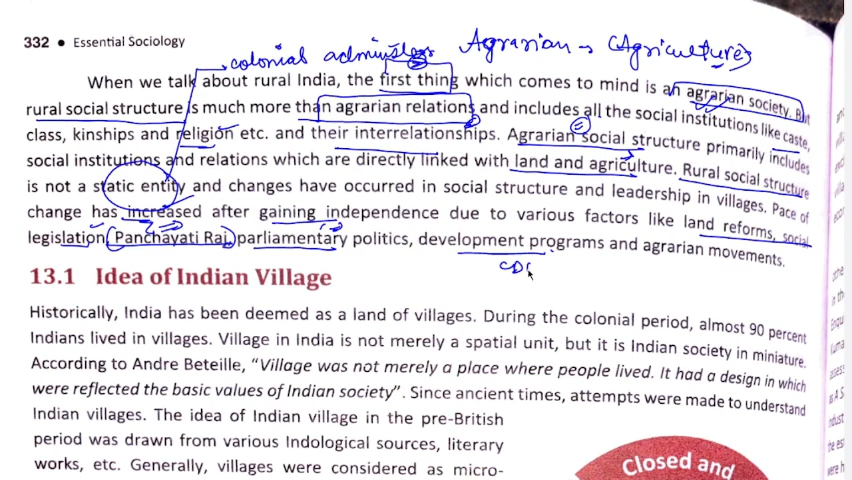 332 • Essential Sociology
colonial administ Agrarian → (Agriculture)
When we talk about rural India, the first thing which comes to mind is an agrarian society. But
rural social structure is much more than agrarian relations and includes all the social institutions like caste,
class, kinships and religion etc. and their interrelationships. Agrarian social structure primarily includes
social institutions and relations which are directly linked with land and agriculture. Rural social structure
is not a static entity and changes have occurred in social structure and leadership in villages. Pace of
change has increased after gaining independence due to various factors like land reforms, social
legislation, Panchayati Raj, parliamentary politics, development programs and agrarian movements.
CD
13.1 Idea of Indian Village
Historically, India has been deemed as a land of villages. During the colonial period, almost 90 percent
Indians lived in villages. Village in India is not merely a spatial unit, but it is Indian society in miniature.
According to Andre Beteille, “Village was not merely a place where people lived. It had a design in which
were reflected the basic values of Indian society”. Since ancient times, attempts were made to understand
Indian villages. The idea of Indian village in the pre-British
period was drawn from various Indological sources, literary
works, etc. Generally, villages were considered as micro-
Closed and